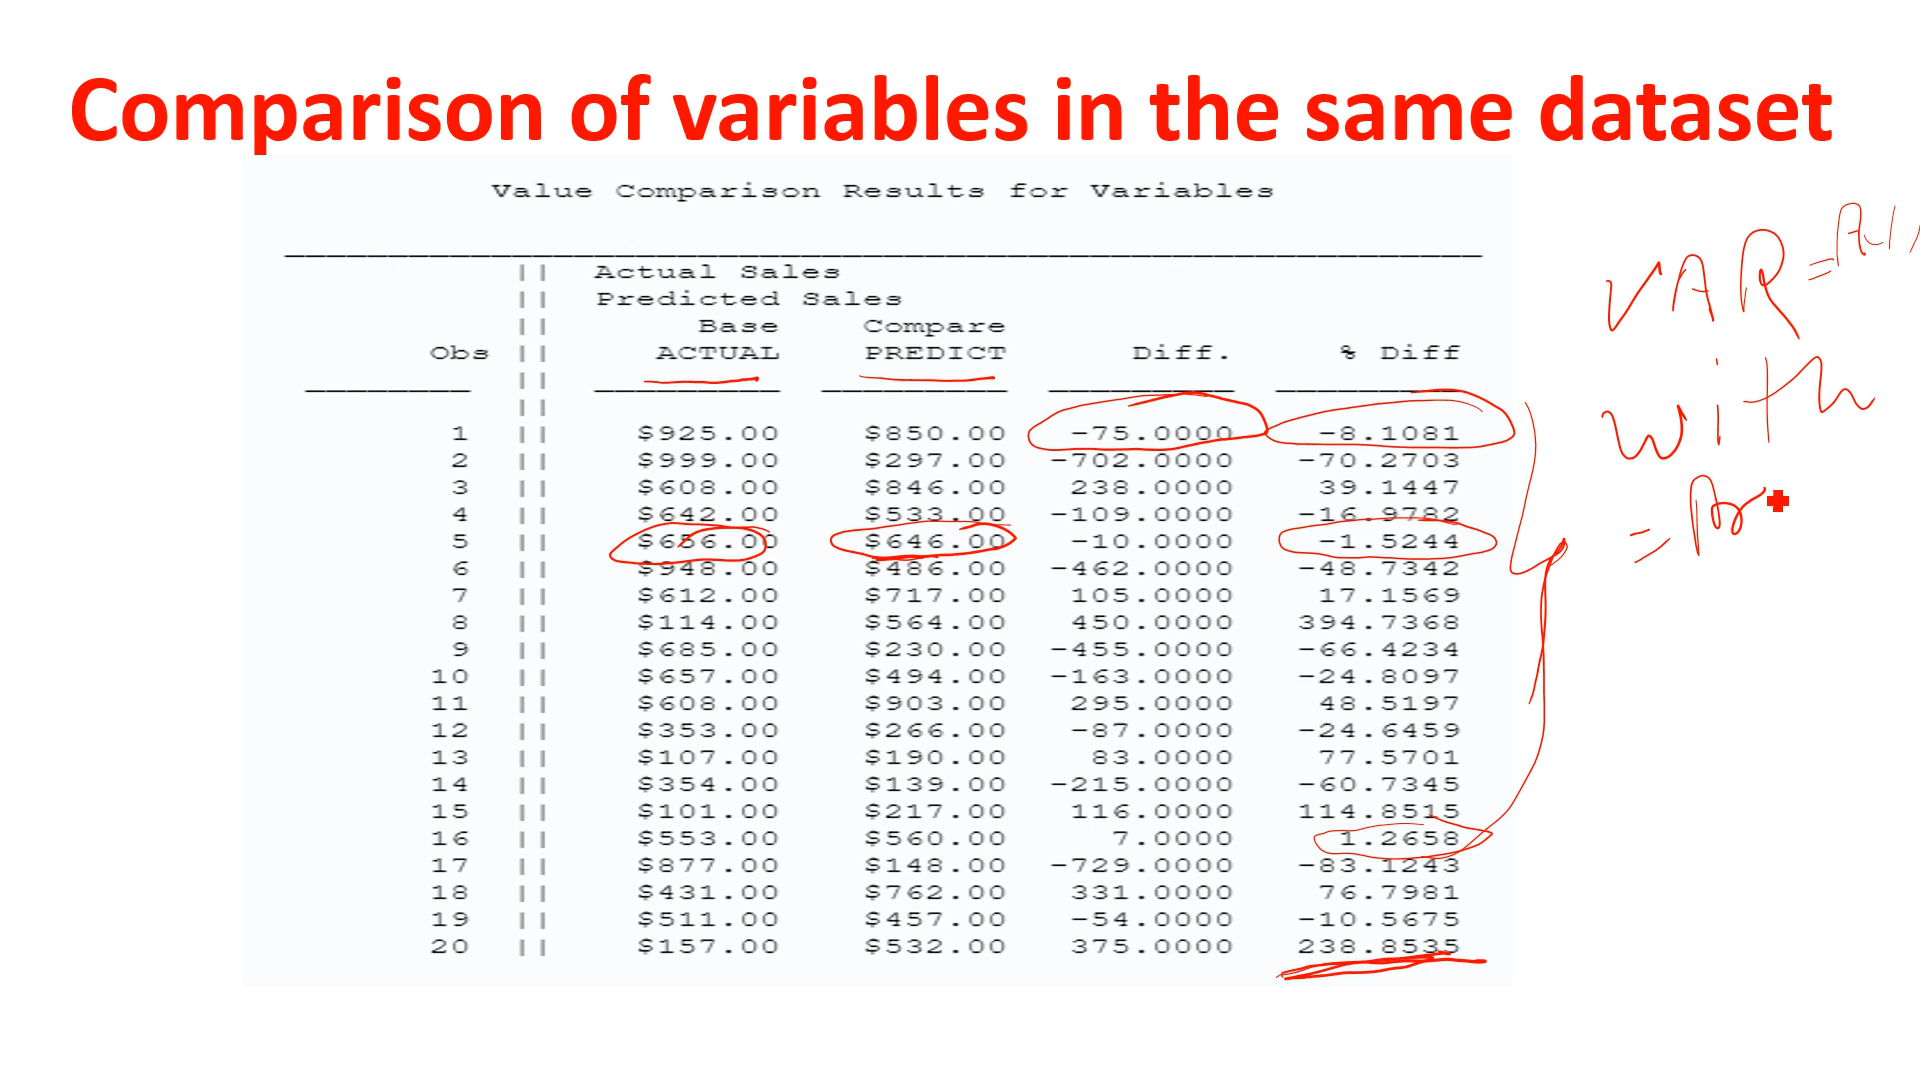 Comparison of variables in the same dataset
Value Comparison Results for Variables
|| Actual Sales
|| Predicted Sales
|| Base Compare
Obs || ACTUAL PREDICT Diff. % Diff
||
||
1 || $925.00 $850.00 -75.0000 -8.1081
2 || $999.00 $297.00 -702.0000 -70.2703
3 || $608.00 $846.00 238.0000 39.1447
4 || $642.00 $533.00 -109.0000 -16.9782
5 || $656.00 $646.00 -10.0000 -1.5244
6 || $948.00 $486.00 -462.0000 -48.7342
7 || $612.00 $717.00 105.0000 17.1569
8 || $114.00 $564.00 450.0000 394.7368
9 || $685.00 $230.00 -455.0000 -66.4234
10 || $657.00 $494.00 -163.0000 -24.8097
11 || $608.00 $903.00 295.0000 48.5197
12 || $353.00 $266.00 -87.0000 -24.6459
13 || $107.00 $190.00 83.0000 77.5701
14 || $354.00 $139.00 -215.0000 -60.7345
15 || $101.00 $217.00 116.0000 114.8515
16 || $553.00 $560.00 7.0000 1.2658
17 || $877.00 $148.00 -729.0000 -83.1243
18 || $431.00 $762.00 331.0000 76.7981
19 || $511.00 $457.00 -54.0000 -10.5675
20 || $157.00 $532.00 375.0000 238.8535
VAR =
with
=